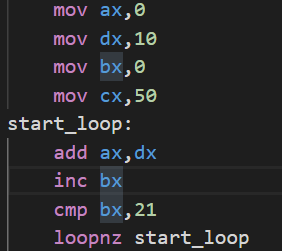 mov ax,0
mov dx,10
mov bx,0
mov cx,50
start_loop:
add ax,dx
inc bx
cmp bx,21
loopnz start_loop